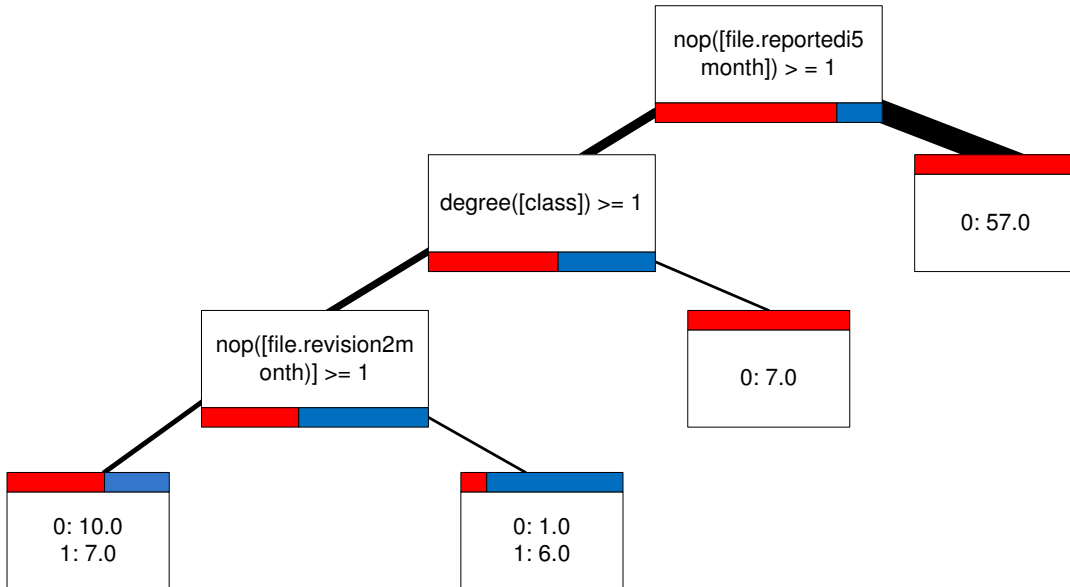 nop([file.reportedi5
month]) > = 1
0: 57.0
degree([class]) >= 1
0: 7.0
nop([file.revision2m
onth)] >= 1
0: 10.0
1: 7.0
0: 1.0
1: 6.0